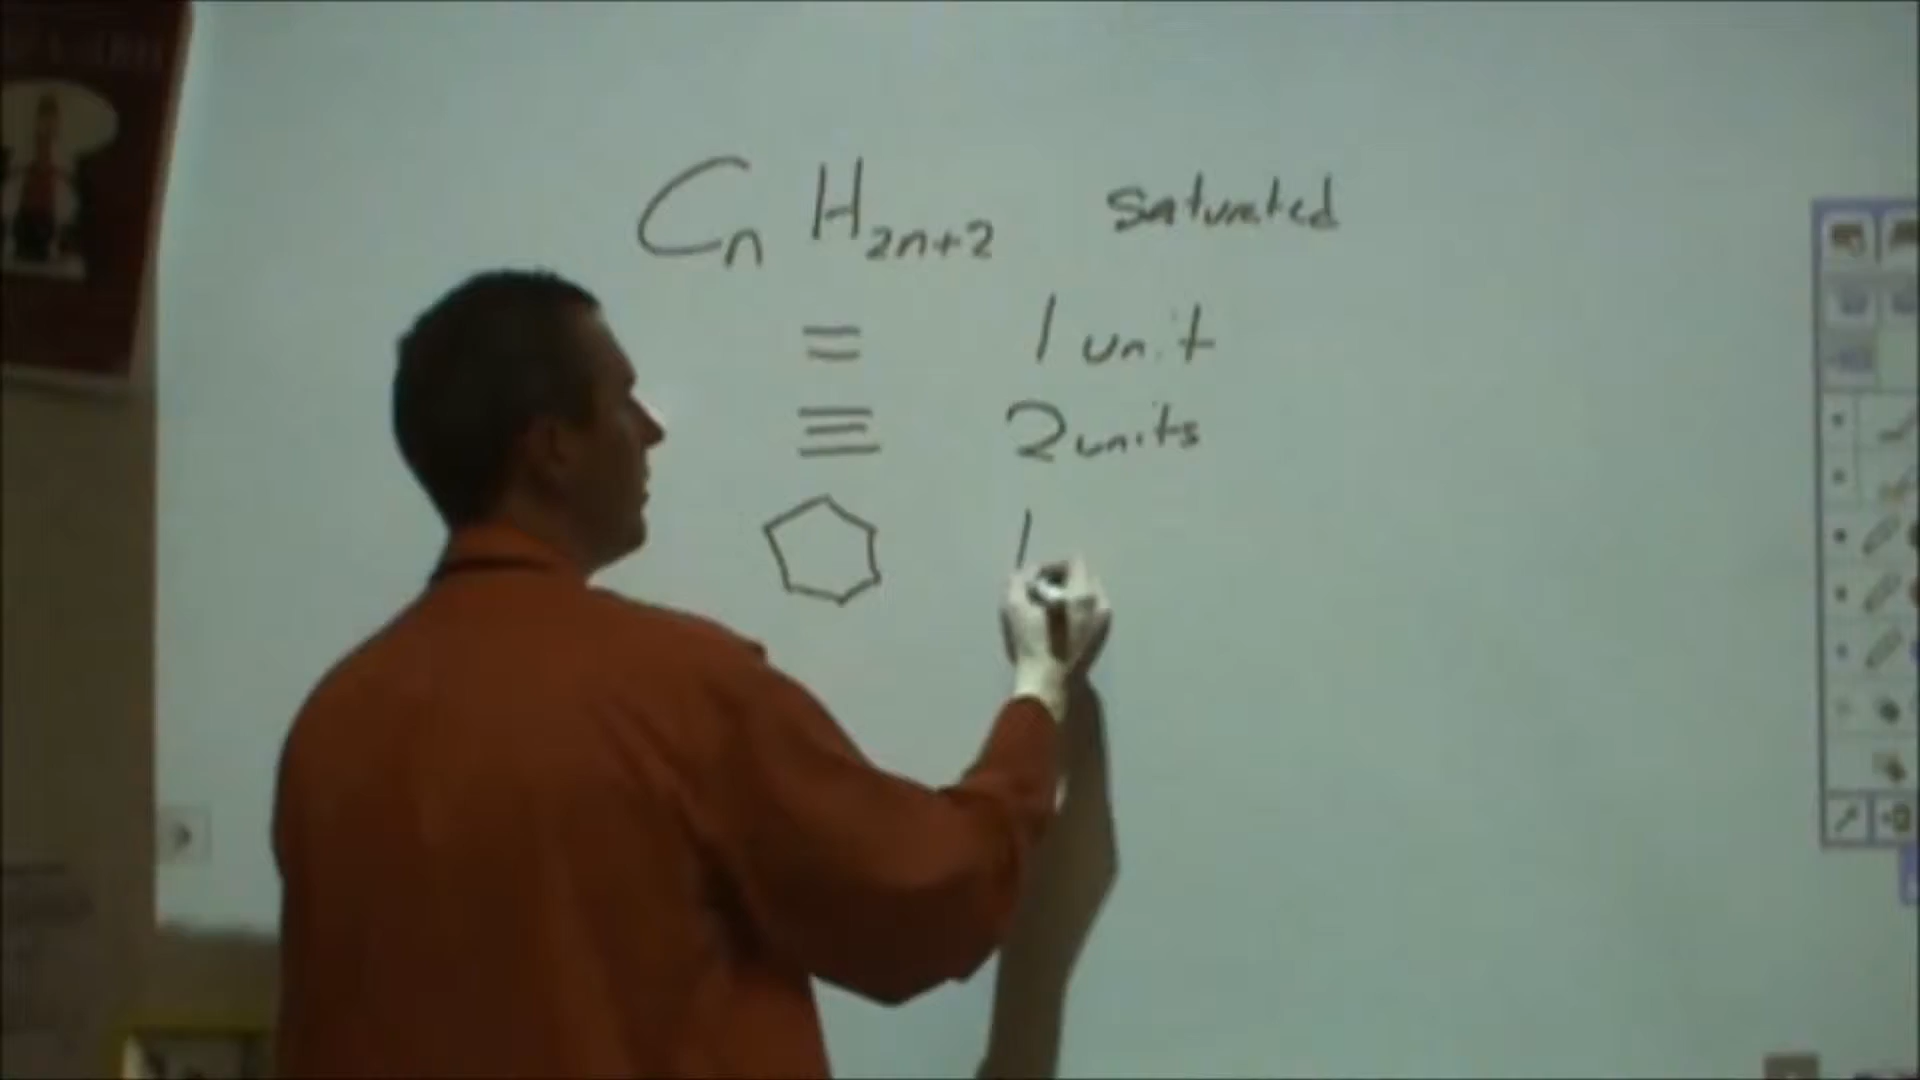 CnH2n+2 saturated
= 1 unit
≡ 2 units
1